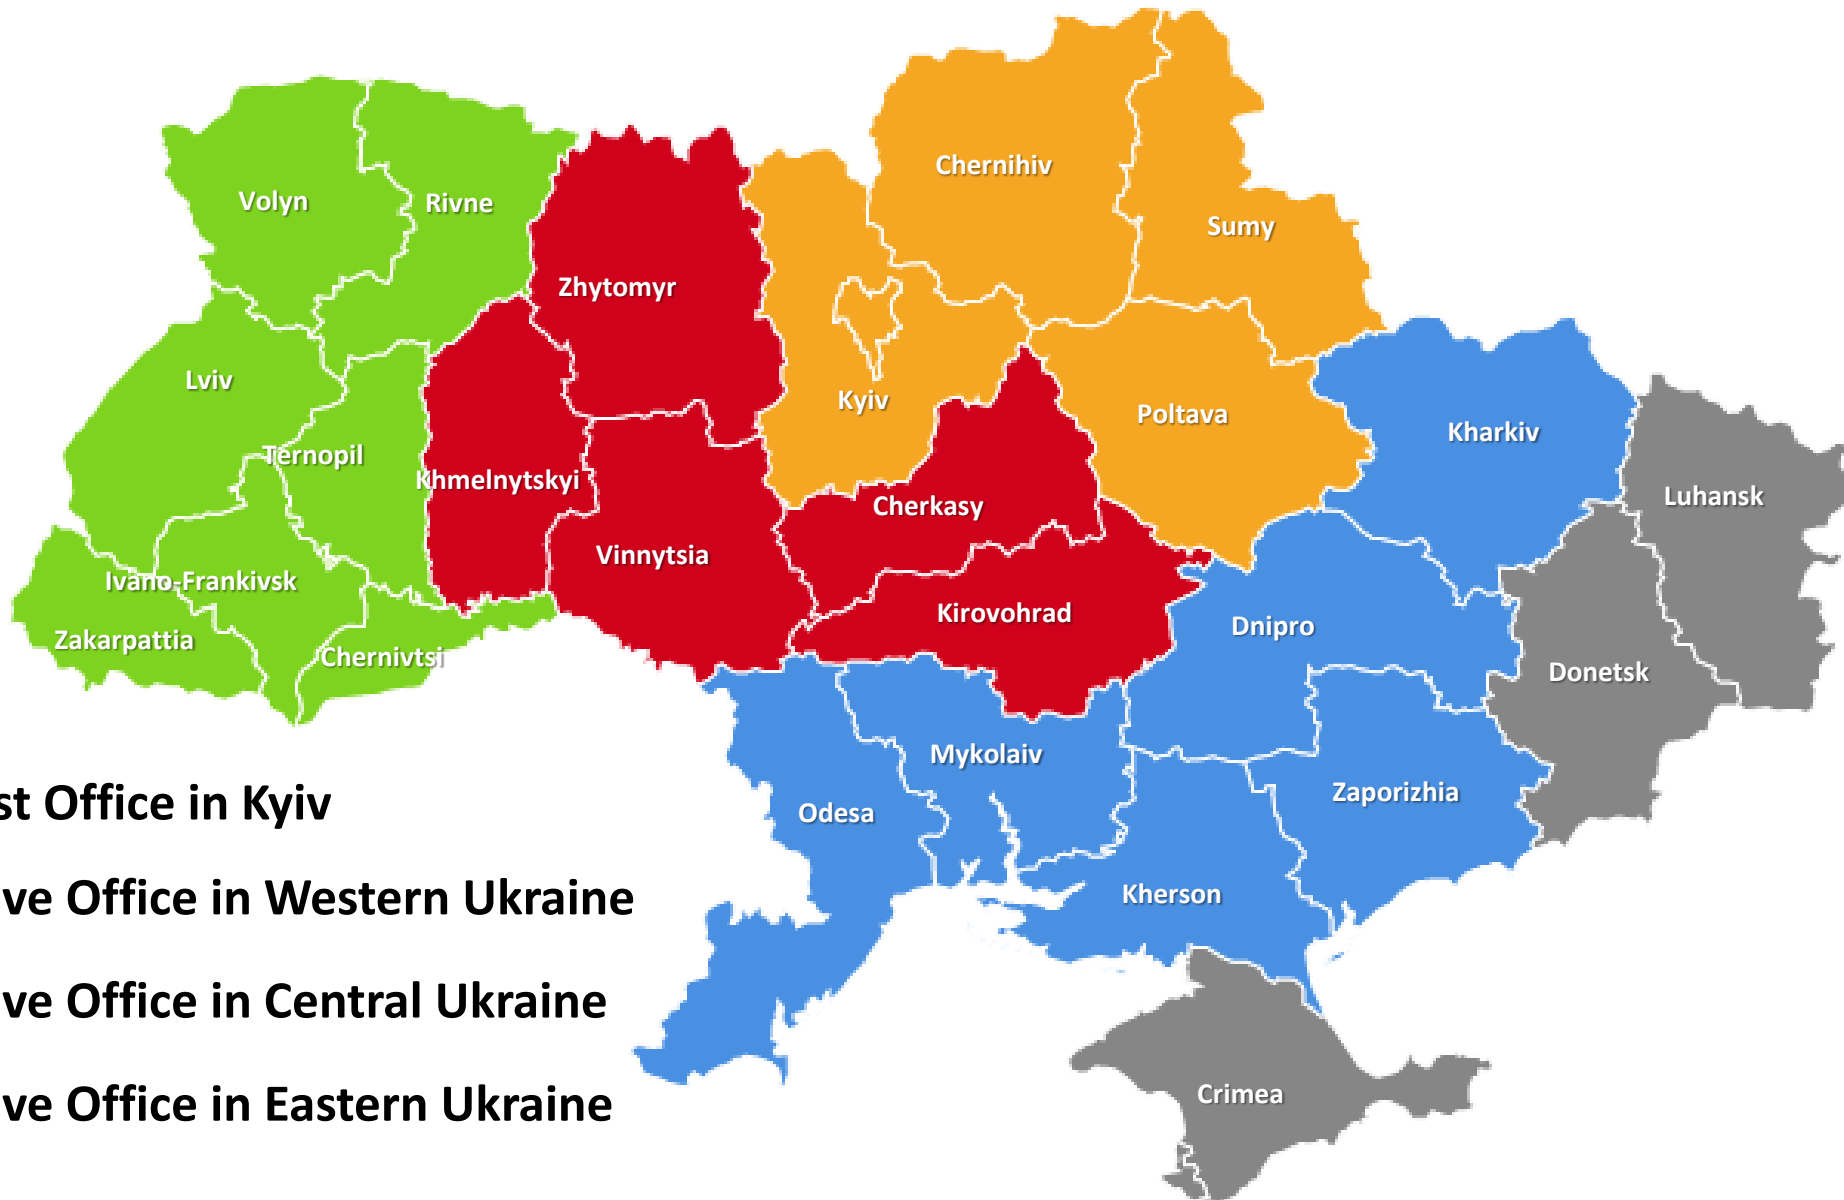 Chernihiv
Volyn
Rivne
Sumy
Zhytomyr
Lviv
Kyiv
Poltava
Kharkiv
Ternopil
Khmelnytskyi
Luhansk
Cherkasy
Vinnytsia
Ivano-Frankivsk
Kirovohrad
Dnipro
Zakarpattia
Chernivtsi
Donetsk
Mykolaiv
Zaporizhia
Odesa
Kherson
Crimea
st Office in Kyiv
ve Office in Western Ukraine
ve Office in Central Ukraine
ve Office in Eastern Ukraine